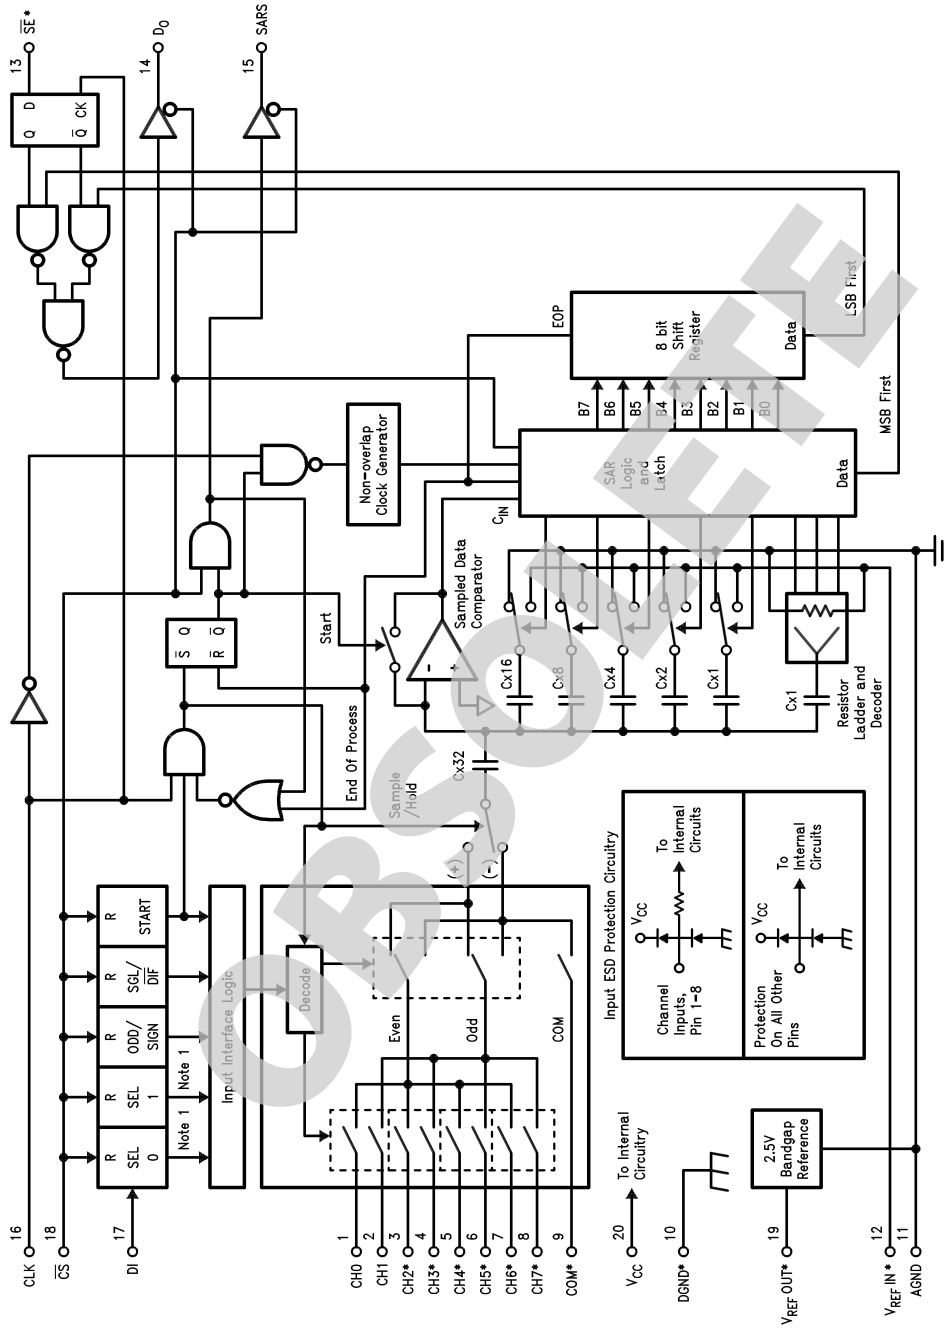 CLK
16
CS
18
DI
17
R
R
R
R
R
SEL
0
SEL
1
ODD/
SIGN
SGL/
DIF
START
Note 1
Note 1
Input Interface Logic
CH0
1
CH1
2
CH2*
3
CH3*
4
CH4*
5
CH5*
6
CH6*
7
CH7*
8
COM*
9
Decode
Even
Odd
COM
(+)
(-)
Sample
/Hold
End Of Process
Start
S̅ Q
R̅ Q̅
Cx32
Sampled Data
Comparator
-
+
Cx16
Cx8
Cx4
Cx2
Cx1
Cx1
Resistor
Ladder and
Decoder
Non-overlap
Clock Generator
CIN
SAR
Logic
and
Latch
Data
EOP
B7
B6
B5
B4
B3
B2
B1
B0
8 bit
Shift
Register
Data
LSB First
MSB First
Q D
Q̅ CK
13
S̅E̅*
14
DO
15
SARS
VCC
20
To Internal
Circuitry
DGND*
10
VREF OUT*
19
2.5V
Bandgap
Reference
VREF IN*
12
AGND
11
Input ESD Protection Circuitry
Channel
Inputs,
Pin 1-8
VCC
To
Internal
Circuits
Protection
On All Other
Pins
VCC
To
Internal
Circuits
OBSOLETE